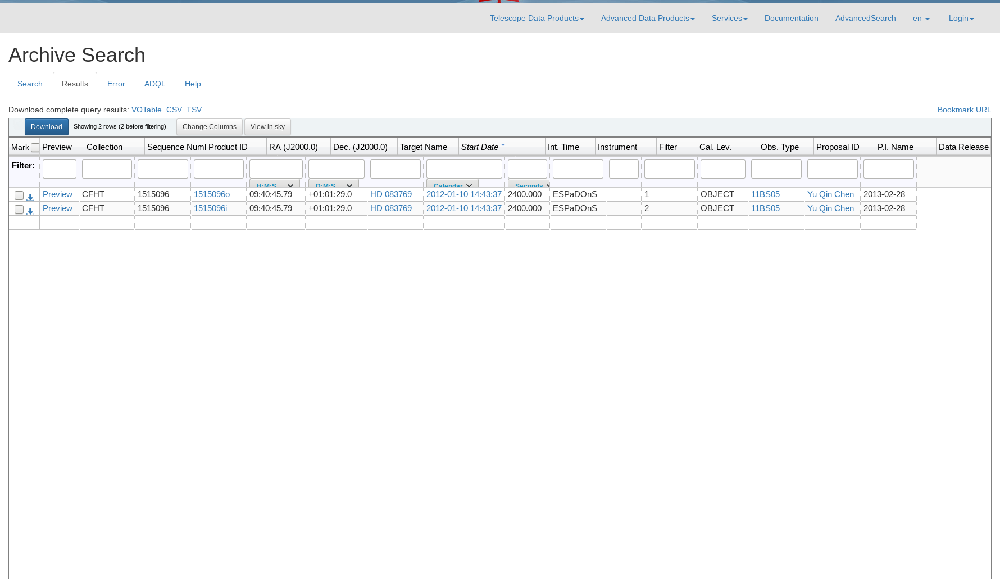 Telescope Data Products Advanced Data Products Services Documentation AdvancedSearch en Login
Archive Search
Search Results Error ADQL Help
Download complete query results: VOTable CSV TSV Bookmark URL
Download Showing 2 rows (2 before filtering). Change Columns View in sky
Mark Preview Collection Sequence Num Product ID RA (J2000.0) Dec. (J2000.0) Target Name Start Date Int. Time Instrument Filter Cal. Lev. Obs. Type Proposal ID P.I. Name Data Release
Filter:
H:M:S D:M:S Calendar Seconds
Preview CFHT 1515096 1515096o 09:40:45.79 +01:01:29.0 HD 083769 2012-01-10 14:43:37 2400.000 ESPaDOnS 1 OBJECT 11BS05 Yu Qin Chen 2013-02-28
Preview CFHT 1515096 1515096i 09:40:45.79 +01:01:29.0 HD 083769 2012-01-10 14:43:37 2400.000 ESPaDOnS 2 OBJECT 11BS05 Yu Qin Chen 2013-02-28